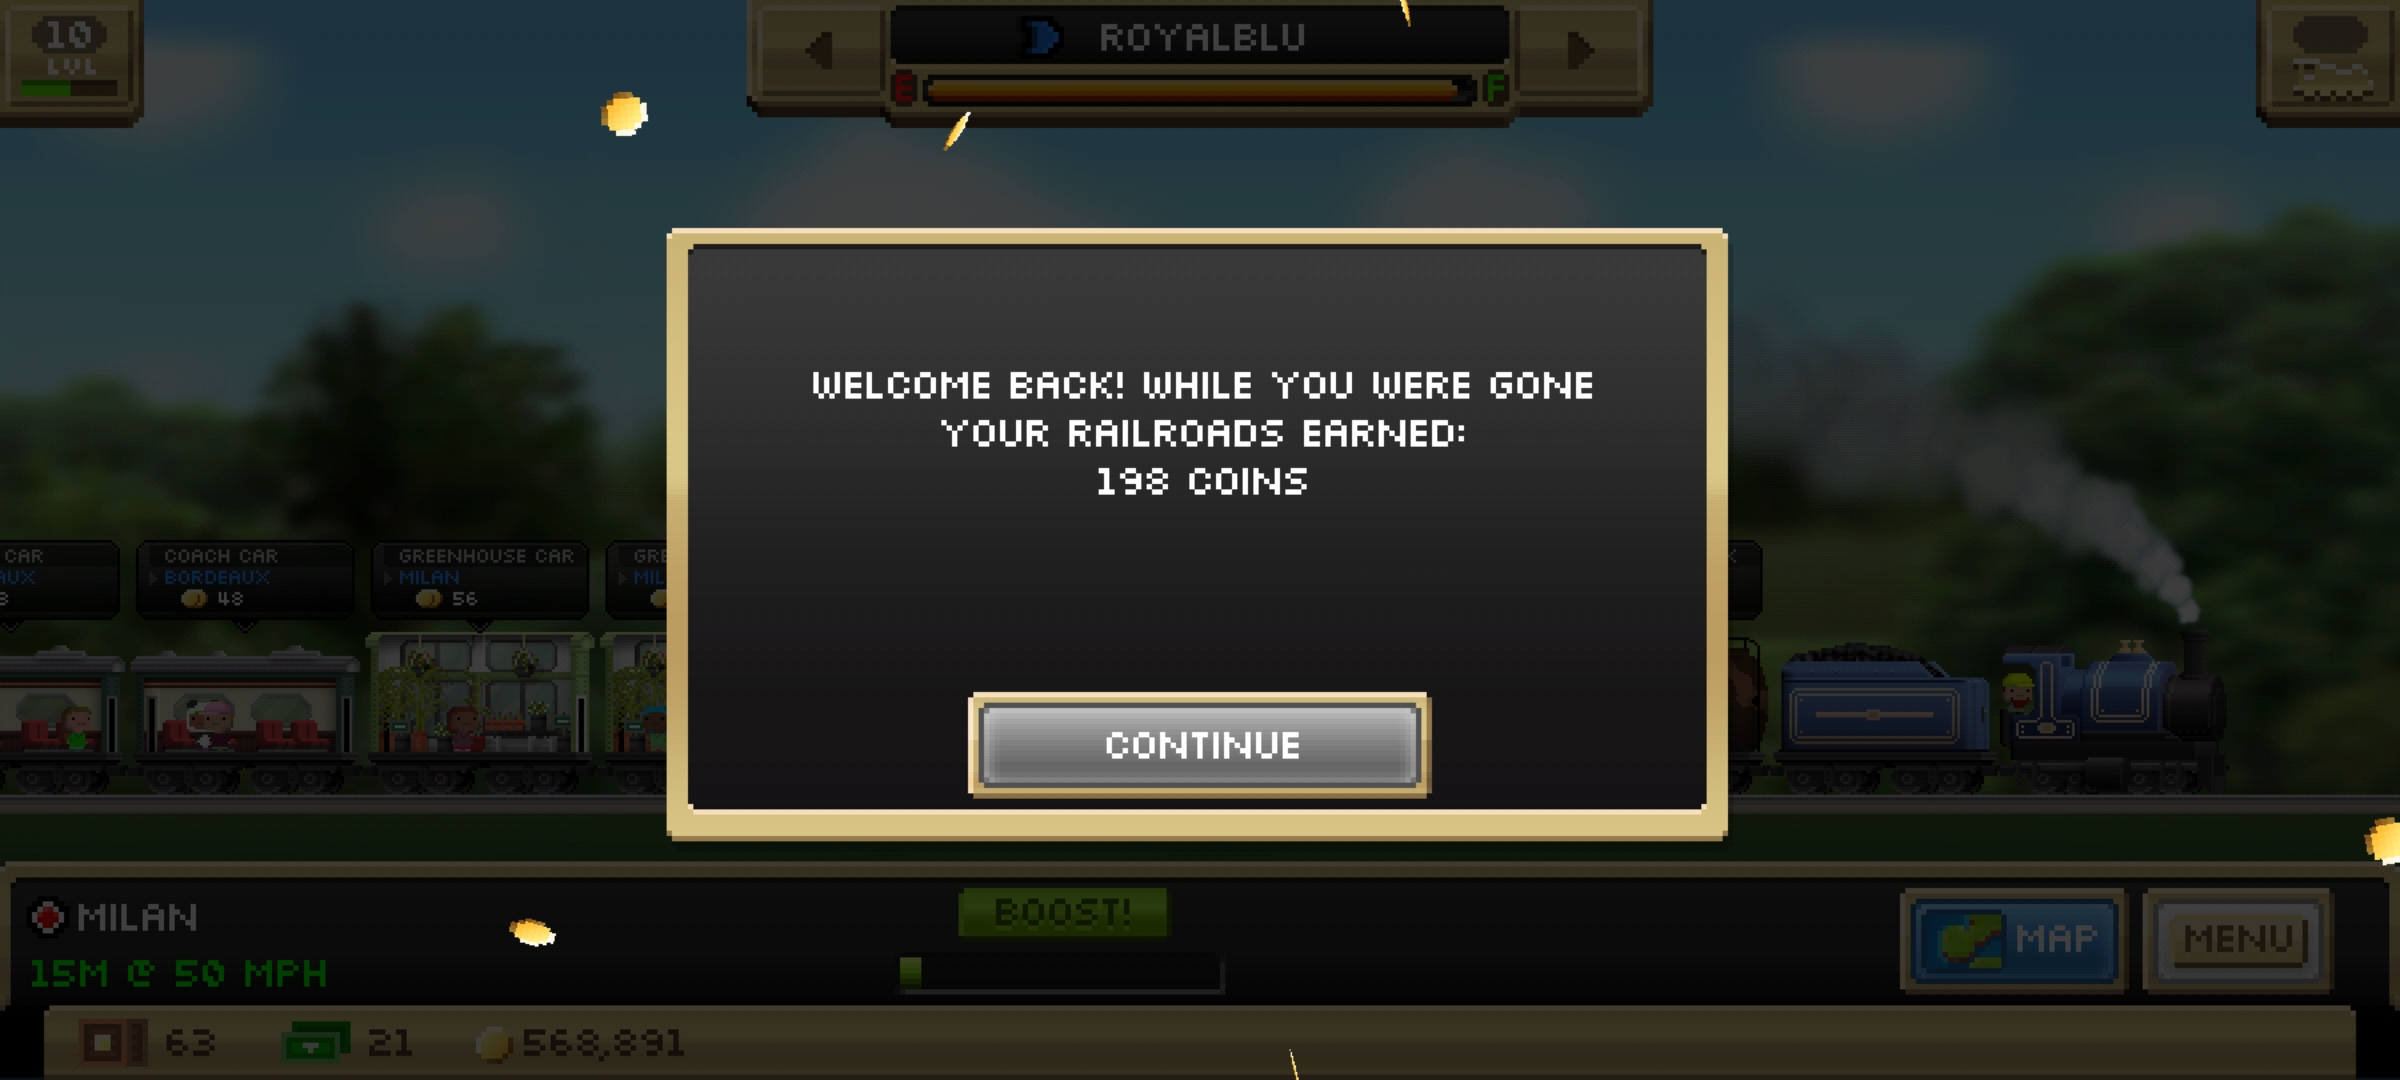 10
LVL
ROYALBLU
E F
WELCOME BACK! WHILE YOU WERE GONE
YOUR RAILROADS EARNED:
198 COINS
CAR
COACH CAR
BORDEAUX
48
GREENHOUSE CAR
MILAN
56
CONTINUE
MILAN
15M @ 50 MPH
BOOST!
MAP
MENU
63
21
568,891